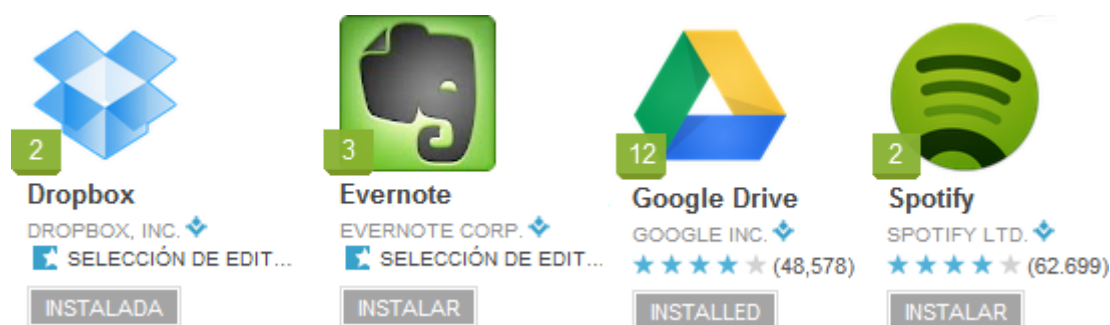 2
Dropbox
DROPBOX, INC.
SELECCIÓN DE EDIT...
INSTALADA
3
Evernote
EVERNOTE CORP.
SELECCIÓN DE EDIT...
INSTALAR
12
Google Drive
GOOGLE INC.
(48,578)
INSTALLED
2
Spotify
SPOTIFY LTD.
(62.699)
INSTALAR